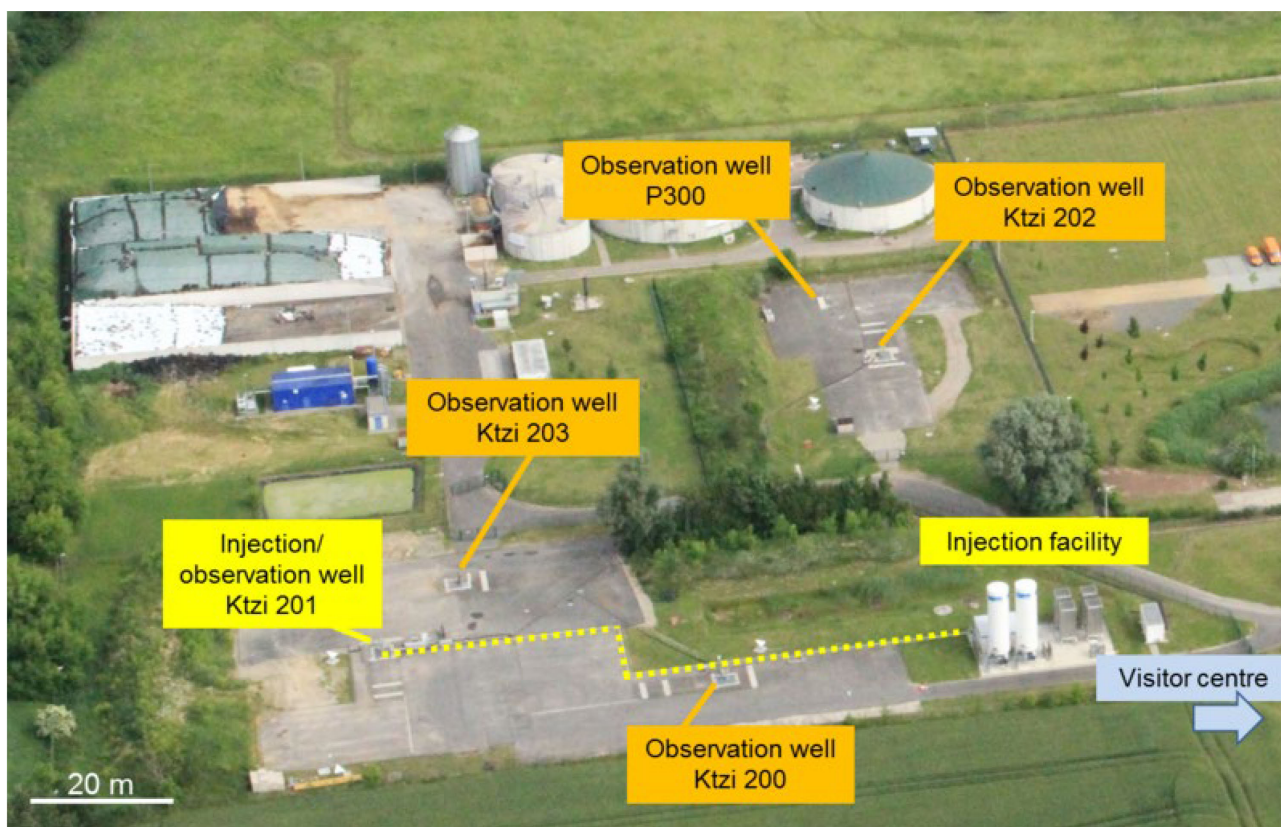 Observation well
P300
Observation well
Ktzi 202
Observation well
Ktzi 203
Injection/
observation well
Ktzi 201
Injection facility
Visitor centre
Observation well
Ktzi 200
20 m